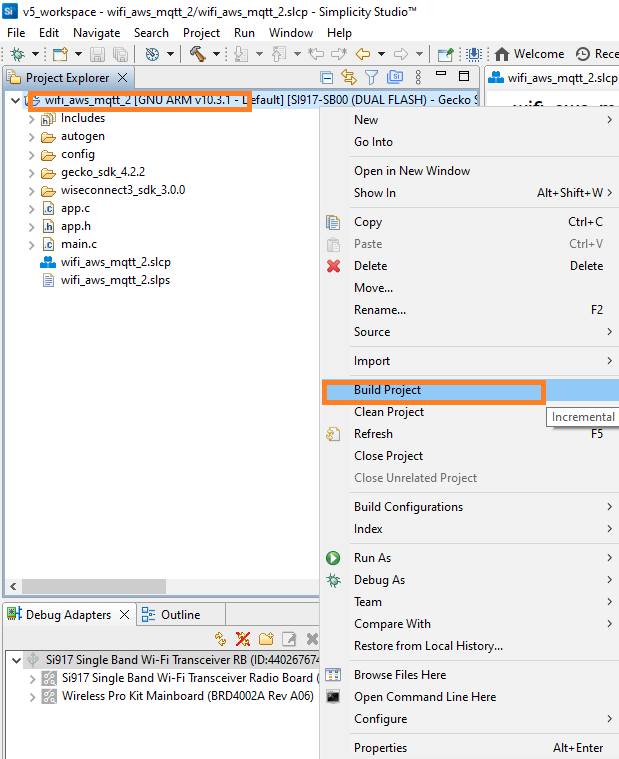 v5_workspace - wifi_aws_mqtt_2/wifi_aws_mqtt_2.slcp - Simplicity Studio™
File Edit Navigate Search Project Run Window Help
Welcome Rece
Project Explorer
wifi_aws_mqtt_2.slcp
wifi_aws_mqtt_2 [GNU ARM v10.3.1 - Default] [SI917-SB00 (DUAL FLASH) - Gecko S
Includes
autogen
config
gecko_sdk_4.2.2
wiseconnect3_sdk_3.0.0
app.c
app.h
main.c
wifi_aws_mqtt_2.slcp
wifi_aws_mqtt_2.slps
New
Go Into
Open in New Window
Show In Alt+Shift+W
Copy Ctrl+C
Paste Ctrl+V
Delete Delete
Move...
Rename... F2
Source
Import
Build Project
Incremental
Clean Project
Refresh F5
Close Project
Close Unrelated Project
Build Configurations
Index
Run As
Debug As
Team
Compare With
Restore from Local History...
Browse Files Here
Open Command Line Here
Configure
Properties Alt+Enter
Debug Adapters Outline
Si917 Single Band Wi-Fi Transceiver RB (ID:440267674
Si917 Single Band Wi-Fi Transceiver Radio Board (
Wireless Pro Kit Mainboard (BRD4002A Rev A06)